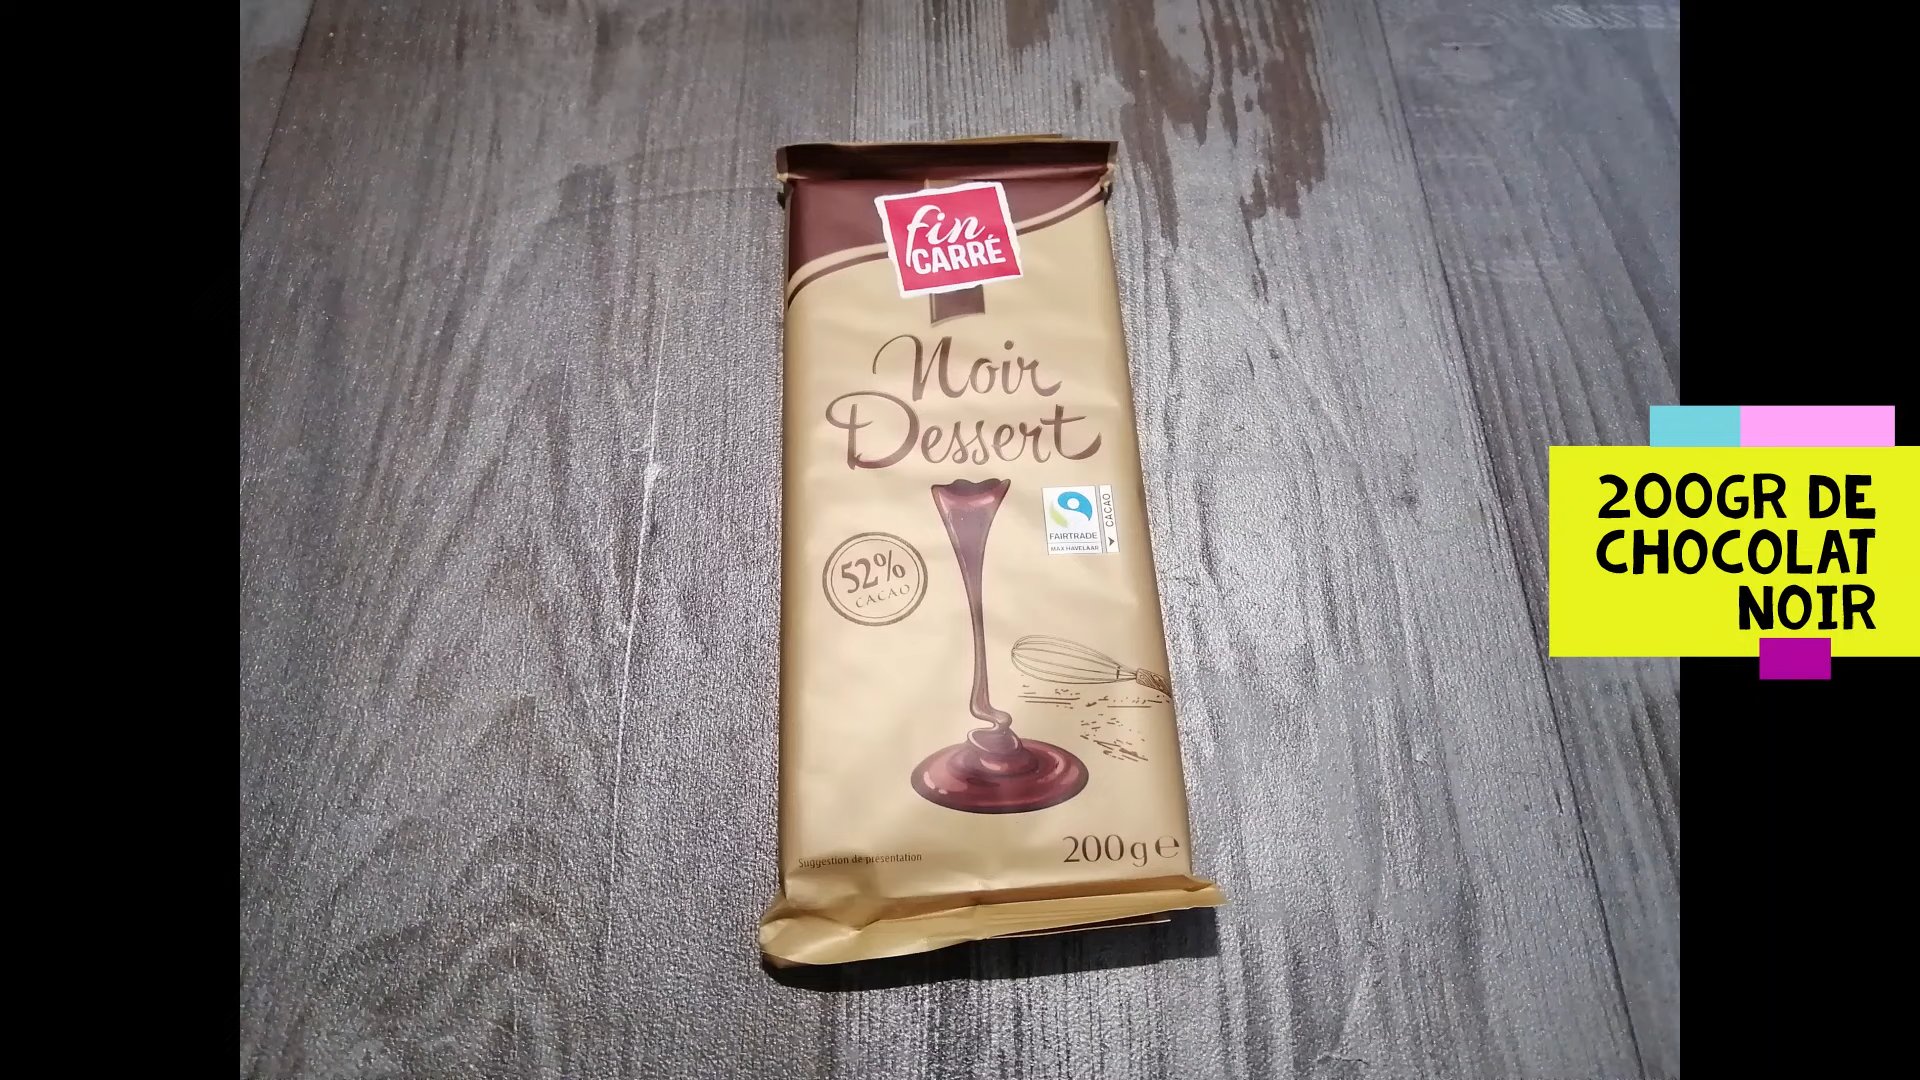 fin
CARRÉ
Noir
Dessert
FAIRTRADE
MAX HAVELAAR
CACAO
52%
CACAO
Suggestion de présentation
200g e
200GR DE
CHOCOLAT
NOIR